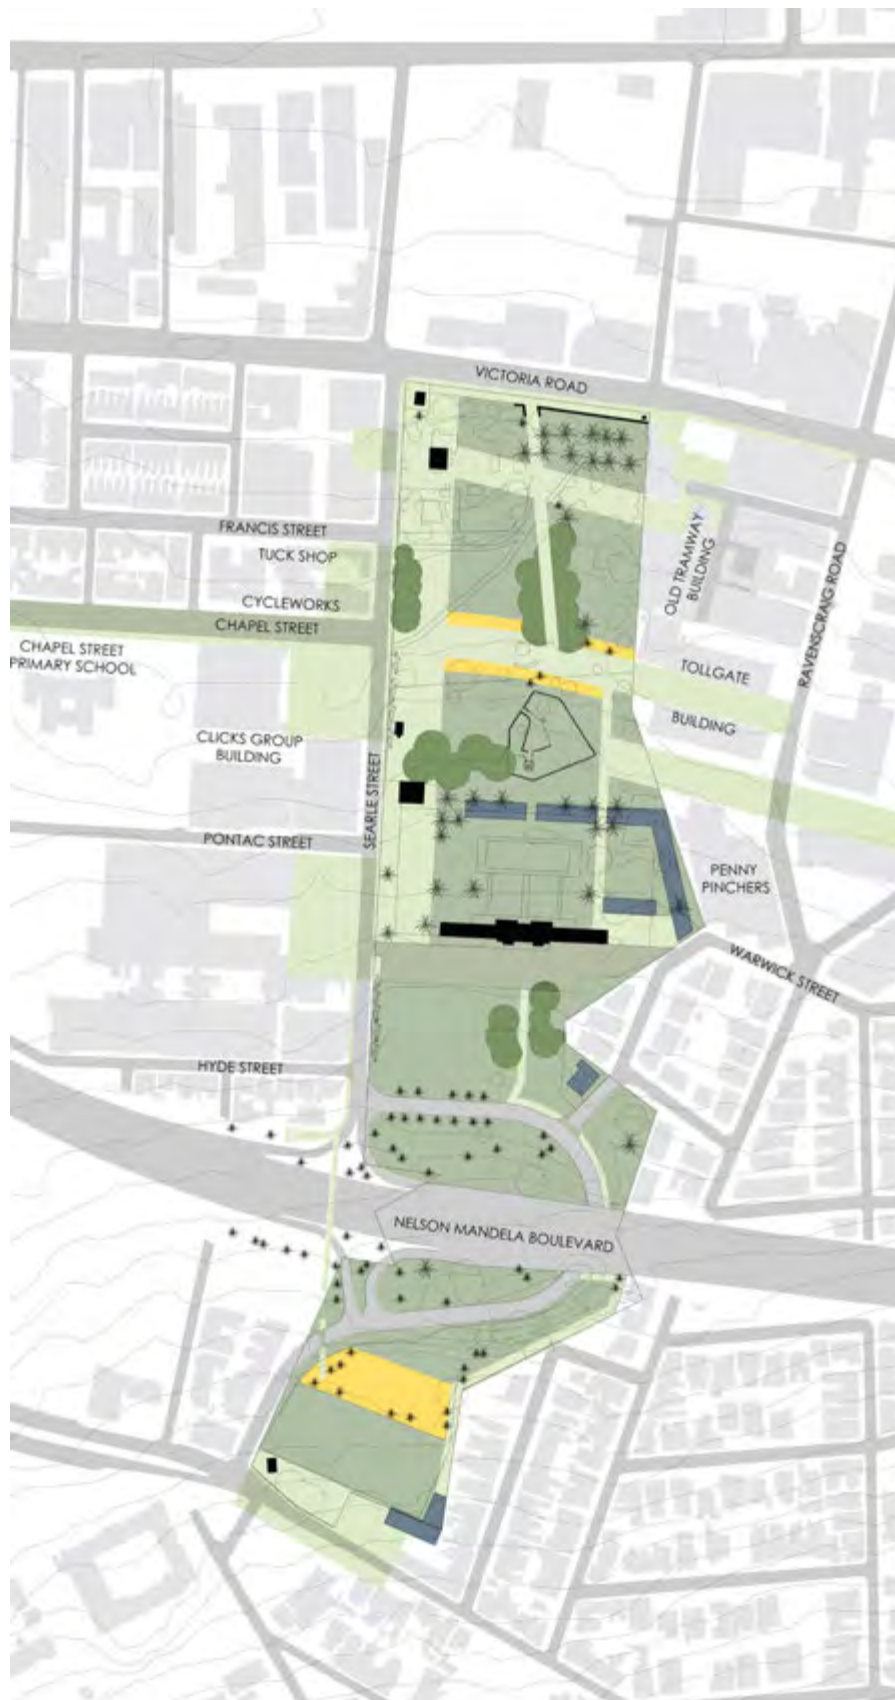 VICTORIA ROAD
FRANCIS STREET
TUCK SHOP
OLD TRAMWAY
BUILDING
RAVENSCRAIG ROAD
CYCLEWORKS
CHAPEL STREET
CHAPEL STREET
PRIMARY SCHOOL
TOLLGATE
BUILDING
CLICKS GROUP
BUILDING
SEARLE STREET
PONTAC STREET
PENNY
PINCHERS
WARWICK STREET
HYDE STREET
NELSON MANDELA BOULEVARD